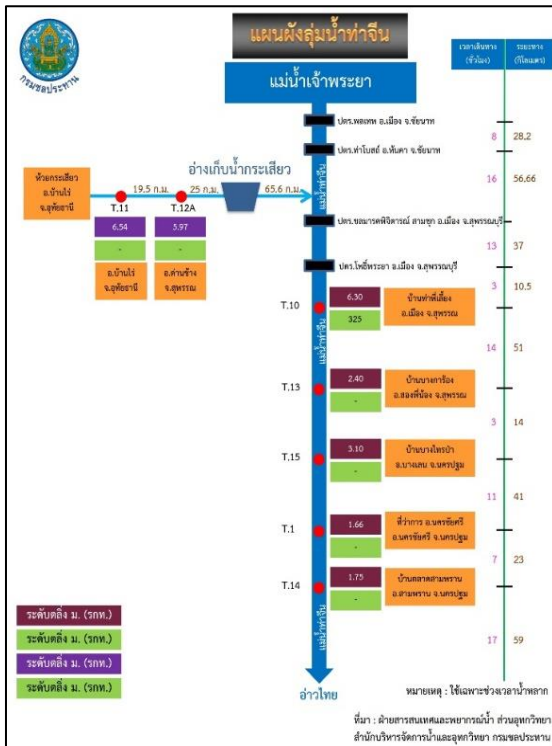 แผนผังลุ่มน้ำท่าจีน
กรมชลประทาน
แม่น้ำเจ้าพระยา
เวลาเดินทาง
(ชั่วโมง)
ระยะทาง
(กิโลเมตร)
ปตร.พลเทพ อ.เมือง จ.ชัยนาท
8 28.2
ปตร.ท่าโบสถ์ อ.หันคา จ.ชัยนาท
ห้วยกระเสียว
อ.บ้านไร่
จ.อุทัยธานี
19.5 ก.ม.
T.11
25 ก.ม.
T.12A
อ่างเก็บน้ำกระเสียว
65.6 ก.ม.
แม่น้ำท่าจีน
16 56,66
6.54
-
อ.บ้านไร่
จ.อุทัยธานี
5.97
-
อ.ด่านช้าง
จ.สุพรรณ
ปตร.ชลมารคพิจิตารณ์ สามชุก อ.เมือง จ.สุพรรณบุรี
13 37
ปตร.โพธิ์พระยา อ.เมือง จ.สุพรรณบุรี
3 10.5
T.10
6.30
325
บ้านท่าพี่เลี้ยง
อ.เมือง จ.สุพรรณ
แม่น้ำท่าจีน
14 51
T.13
2.40
-
บ้านบางการ้อง
อ.สองพี่น้อง จ.สุพรรณ
3 14
T.15
3.10
-
บ้านบางไทรป่า
อ.บางเลน จ.นครปฐม
11 41
T.1
1.66
-
ที่ว่าการ อ.นครชัยศรี
อ.นครชัยศรี จ.นครปฐม
7 23
T.14
1.75
-
บ้านตลาดสามพราน
อ.สามพราน จ.นครปฐม
แม่น้ำท่าจีน
17 59
ระดับตลิ่ง ม. (รทก.)
ระดับตลิ่ง ม. (รทก.)
ระดับตลิ่ง ม. (รทก.)
ระดับตลิ่ง ม. (รทก.)
อ่าวไทย
หมายเหตุ : ใช้เฉพาะช่วงเวลาน้ำหลาก
ที่มา : ฝ่ายสารสนเทศและพยากรณ์น้ำ ส่วนอุทกวิทยา
สำนักบริหารจัดการน้ำและอุทกวิทยา กรมชลประทาน